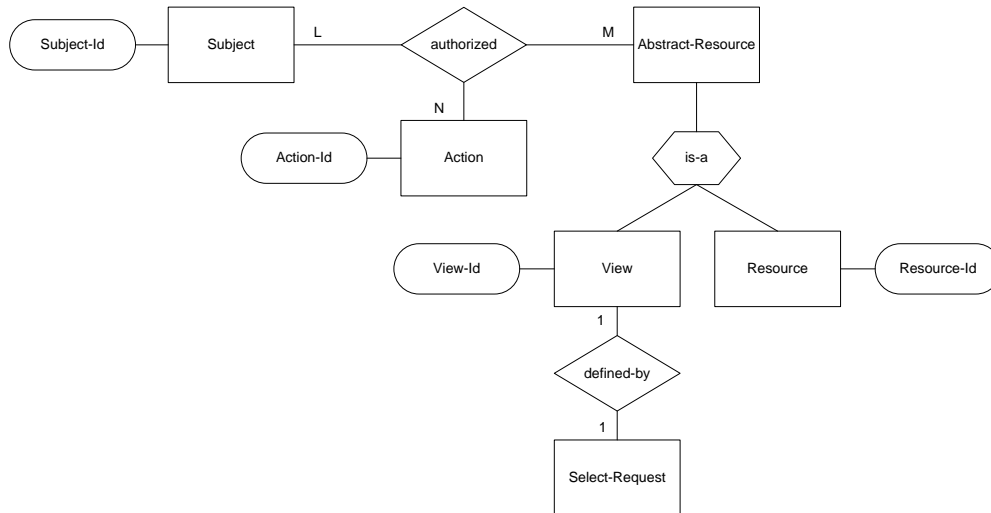 Subject-Id
Subject
L
authorized
M
Abstract-Resource
N
Action-Id
Action
is-a
View-Id
View
Resource
Resource-Id
1
defined-by
1
Select-Request